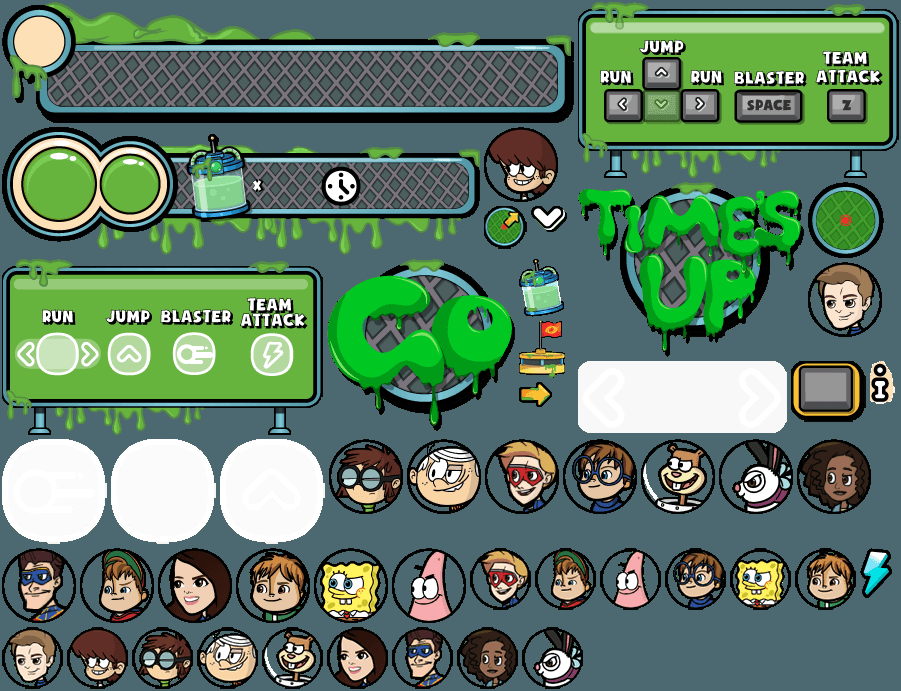 JUMP
RUN
RUN
BLASTER
TEAM
ATTACK
SPACE
Z
x
TIME'S
UP
RUN
JUMP
BLASTER
TEAM
ATTACK
GO
i